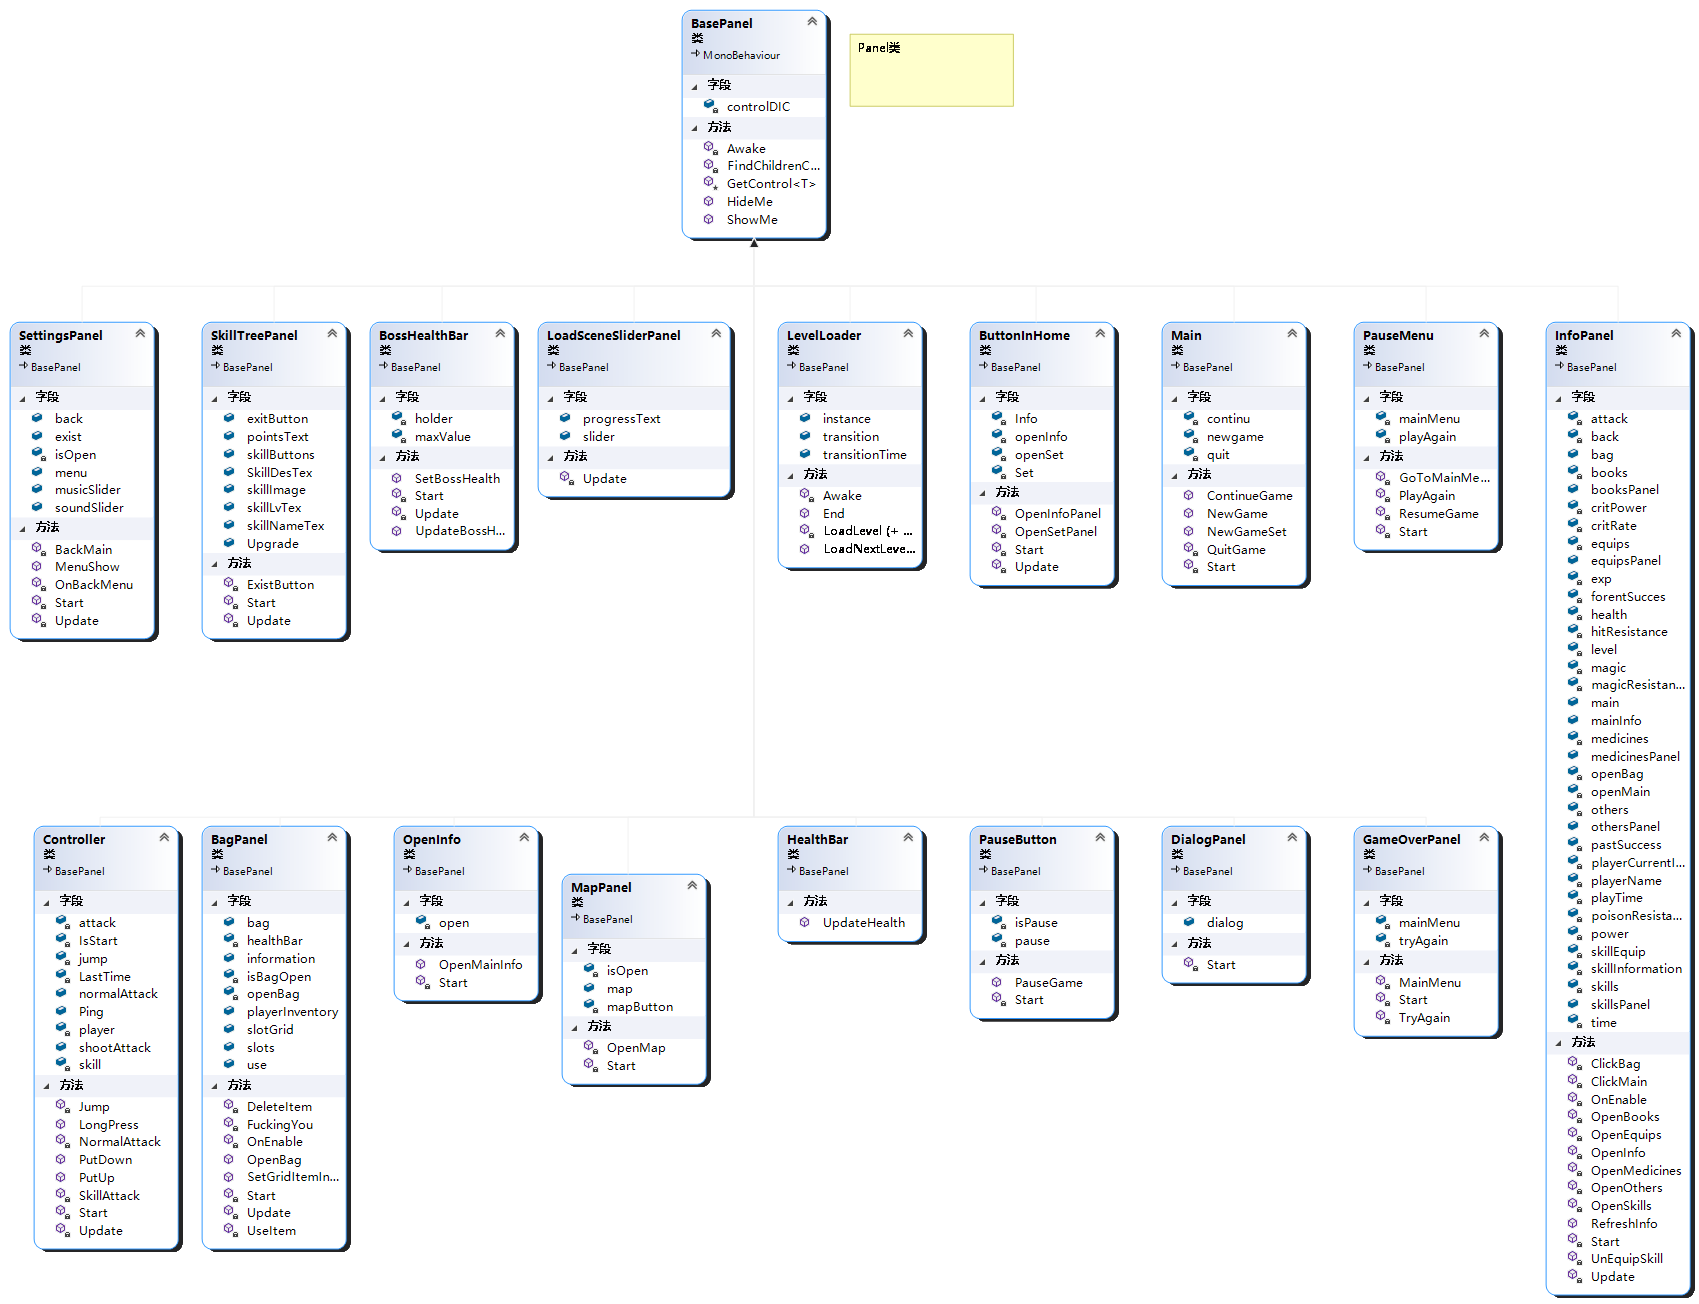 BasePanel
类
MonoBehaviour
字段
controlDIC
方法
Awake
FindChildrenC...
GetControl<T>
HideMe
ShowMe
Panel类
SettingsPanel
类
BasePanel
字段
back
exist
isOpen
menu
musicSlider
soundSlider
方法
BackMain
MenuShow
OnBackMenu
Start
Update
SkillTreePanel
类
BasePanel
字段
exitButton
pointsText
skillButtons
SkillDesTex
skillImage
skillLvTex
skillNameTex
Upgrade
方法
ExistButton
Start
Update
BossHealthBar
类
BasePanel
字段
holder
maxValue
方法
SetBossHealth
Start
Update
UpdateBossH...
LoadSceneSliderPanel
类
BasePanel
字段
progressText
slider
方法
Update
LevelLoader
类
BasePanel
字段
instance
transition
transitionTime
方法
Awake
End
LoadLevel (+ ...
LoadNextLeve...
ButtonInHome
类
BasePanel
字段
Info
openInfo
openSet
Set
方法
OpenInfoPanel
OpenSetPanel
Start
Update
Main
类
BasePanel
字段
continu
newgame
quit
方法
ContinueGame
NewGame
NewGameSet
QuitGame
Start
PauseMenu
类
BasePanel
字段
mainMenu
playAgain
方法
GoToMainMe...
PlayAgain
ResumeGame
Start
InfoPanel
类
BasePanel
字段
attack
back
bag
books
booksPanel
critPower
critRate
equips
equipsPanel
exp
forentSucces
health
hitResistance
level
magic
magicResistan...
main
mainInfo
medicines
medicinesPanel
openBag
openMain
others
othersPanel
pastSuccess
playerCurrentI...
playerName
playTime
poisonResista...
power
skillEquip
skillInformation
skills
skillsPanel
time
方法
ClickBag
ClickMain
OnEnable
OpenBooks
OpenEquips
OpenInfo
OpenMedicines
OpenOthers
OpenSkills
RefreshInfo
Start
UnEquipSkill
Update
Controller
类
BasePanel
字段
attack
IsStart
jump
LastTime
normalAttack
Ping
player
shootAttack
skill
方法
Jump
LongPress
NormalAttack
PutDown
PutUp
SkillAttack
Start
Update
BagPanel
类
BasePanel
字段
bag
healthBar
information
isBagOpen
openBag
playerInventory
slotGrid
slots
use
方法
DeleteItem
FuckingYou
OnEnable
OpenBag
SetGridItemIn...
Start
Update
UseItem
OpenInfo
类
BasePanel
字段
open
方法
OpenMainInfo
Start
MapPanel
类
BasePanel
字段
isOpen
map
mapButton
方法
OpenMap
Start
HealthBar
类
BasePanel
方法
UpdateHealth
PauseButton
类
BasePanel
字段
isPause
pause
方法
PauseGame
Start
DialogPanel
类
BasePanel
字段
dialog
方法
Start
GameOverPanel
类
BasePanel
字段
mainMenu
tryAgain
方法
MainMenu
Start
TryAgain